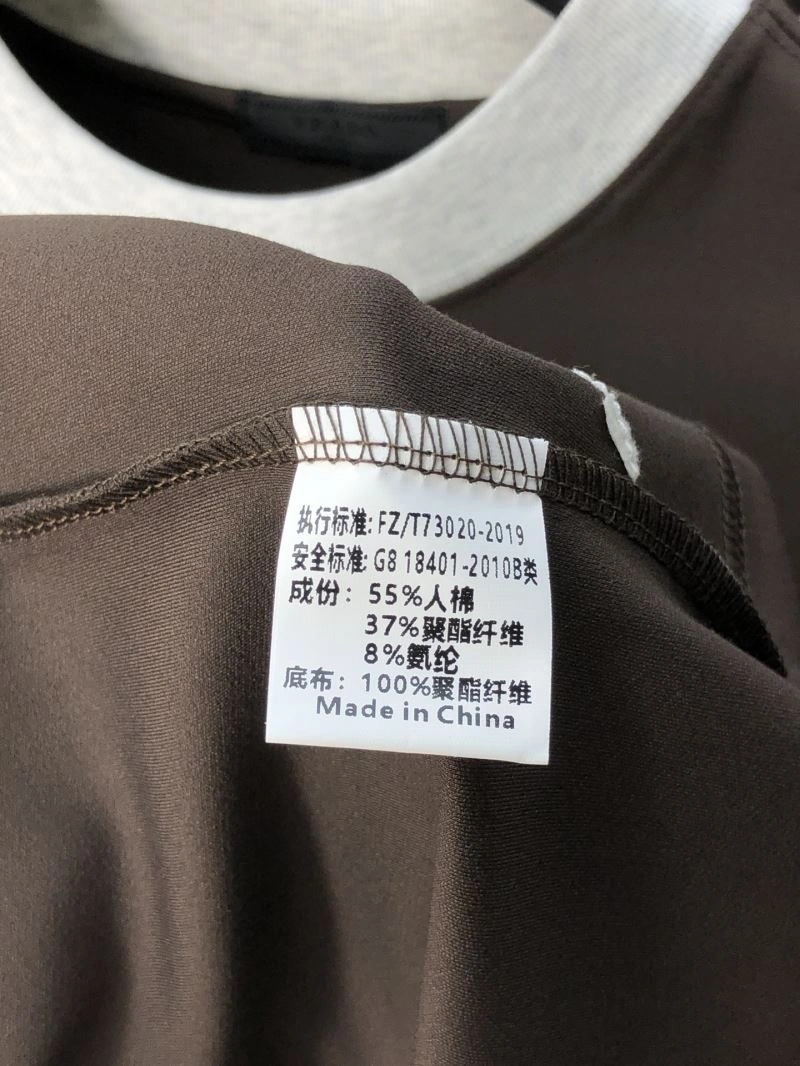 执行标准: FZ/T73020-2019
安全标准: G8 18401-2010B类
成份: 55%人棉
37%聚酯纤维
8%氨纶
底布: 100%聚酯纤维
Made in China